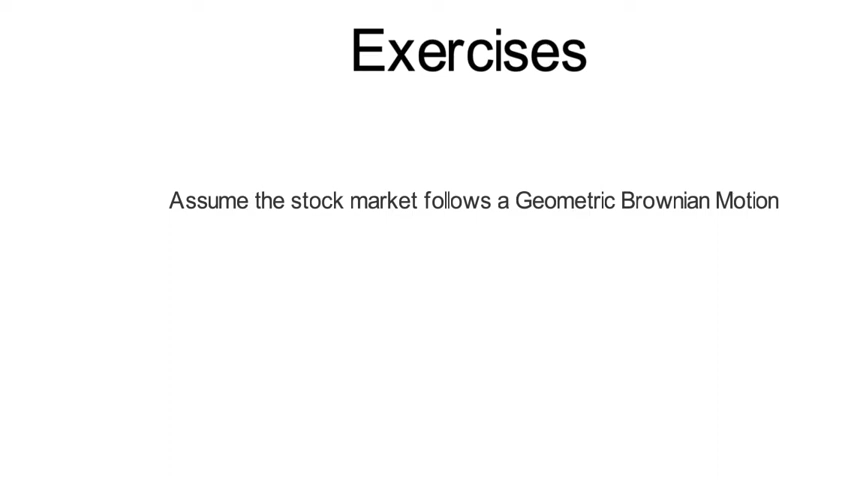 Exercises
Assume the stock market follows a Geometric Brownian Motion